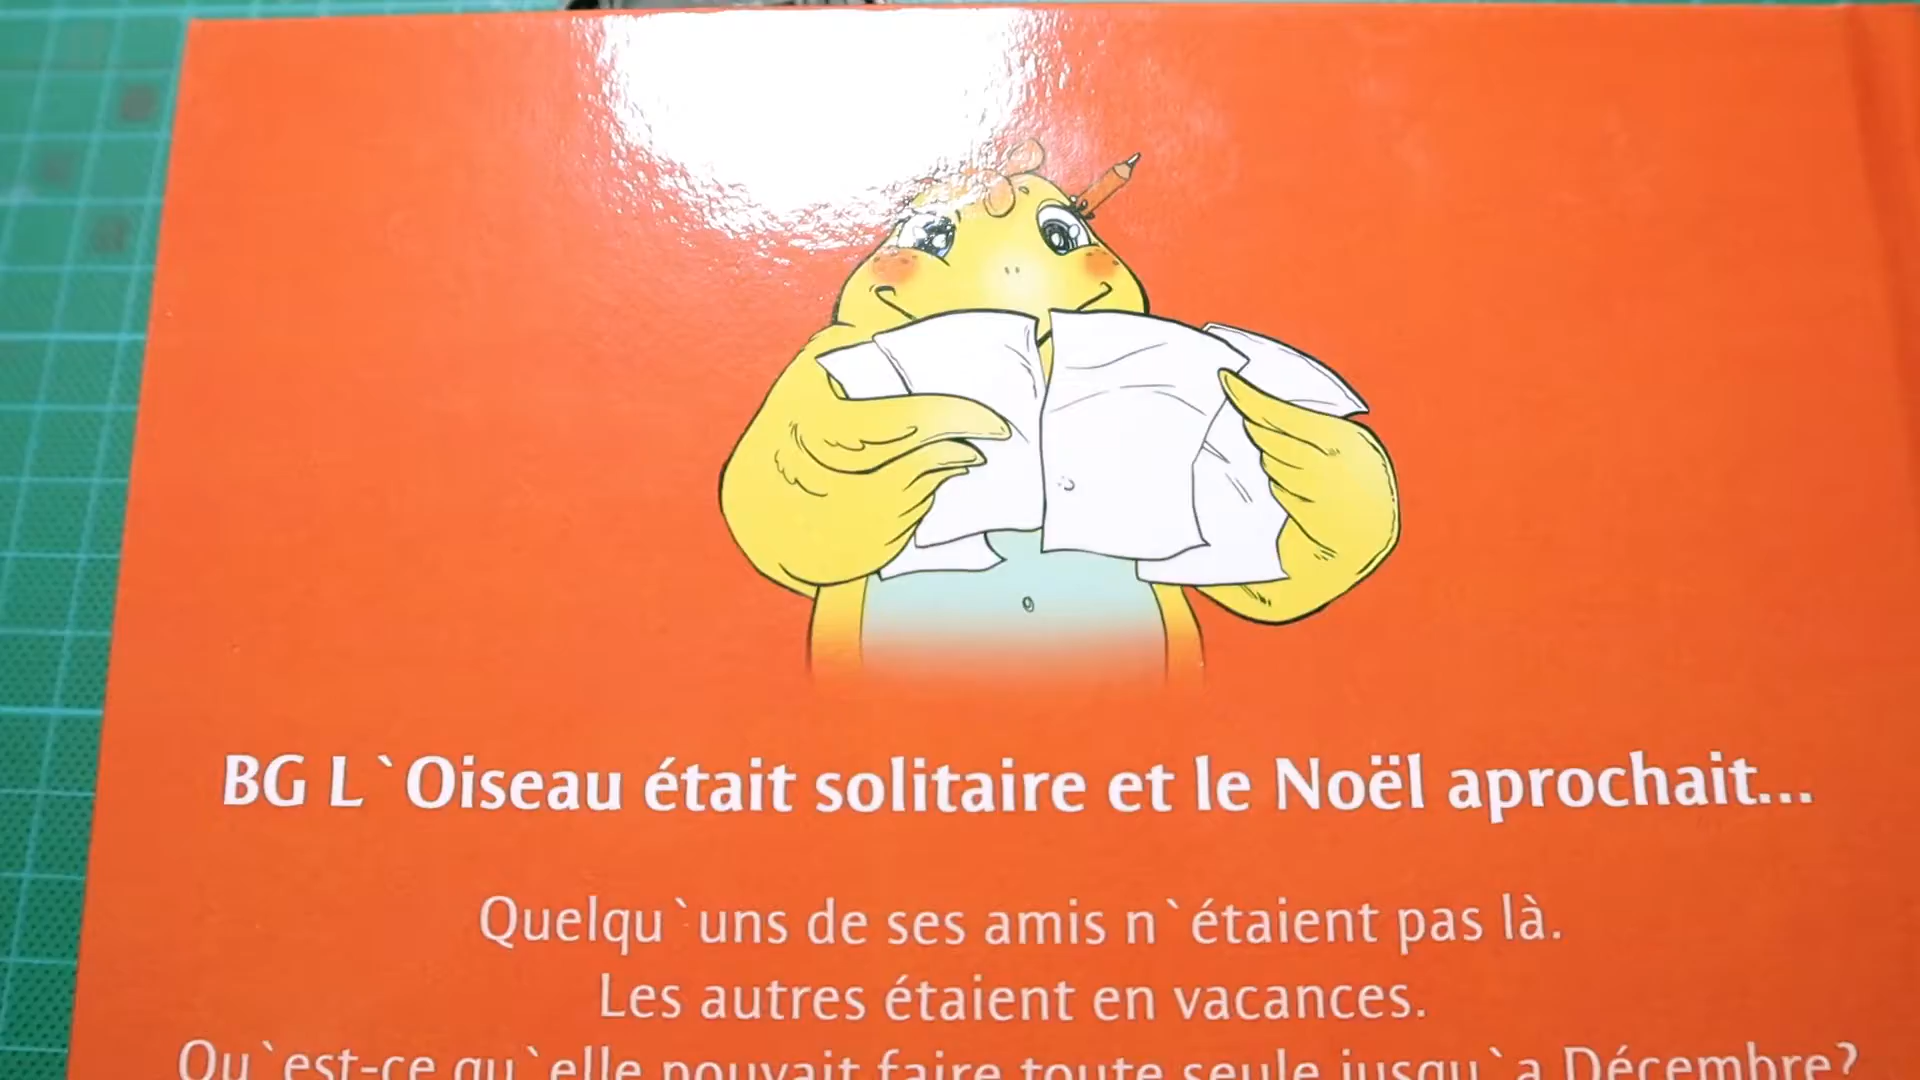 BG L`Oiseau était solitaire et le Noël aprochait...
Quelqu`uns de ses amis n`étaient pas là.
Les autres étaient en vacances.
Qu`est-ce qu`elle pouvait faire toute seule jusqu`a Décembre?